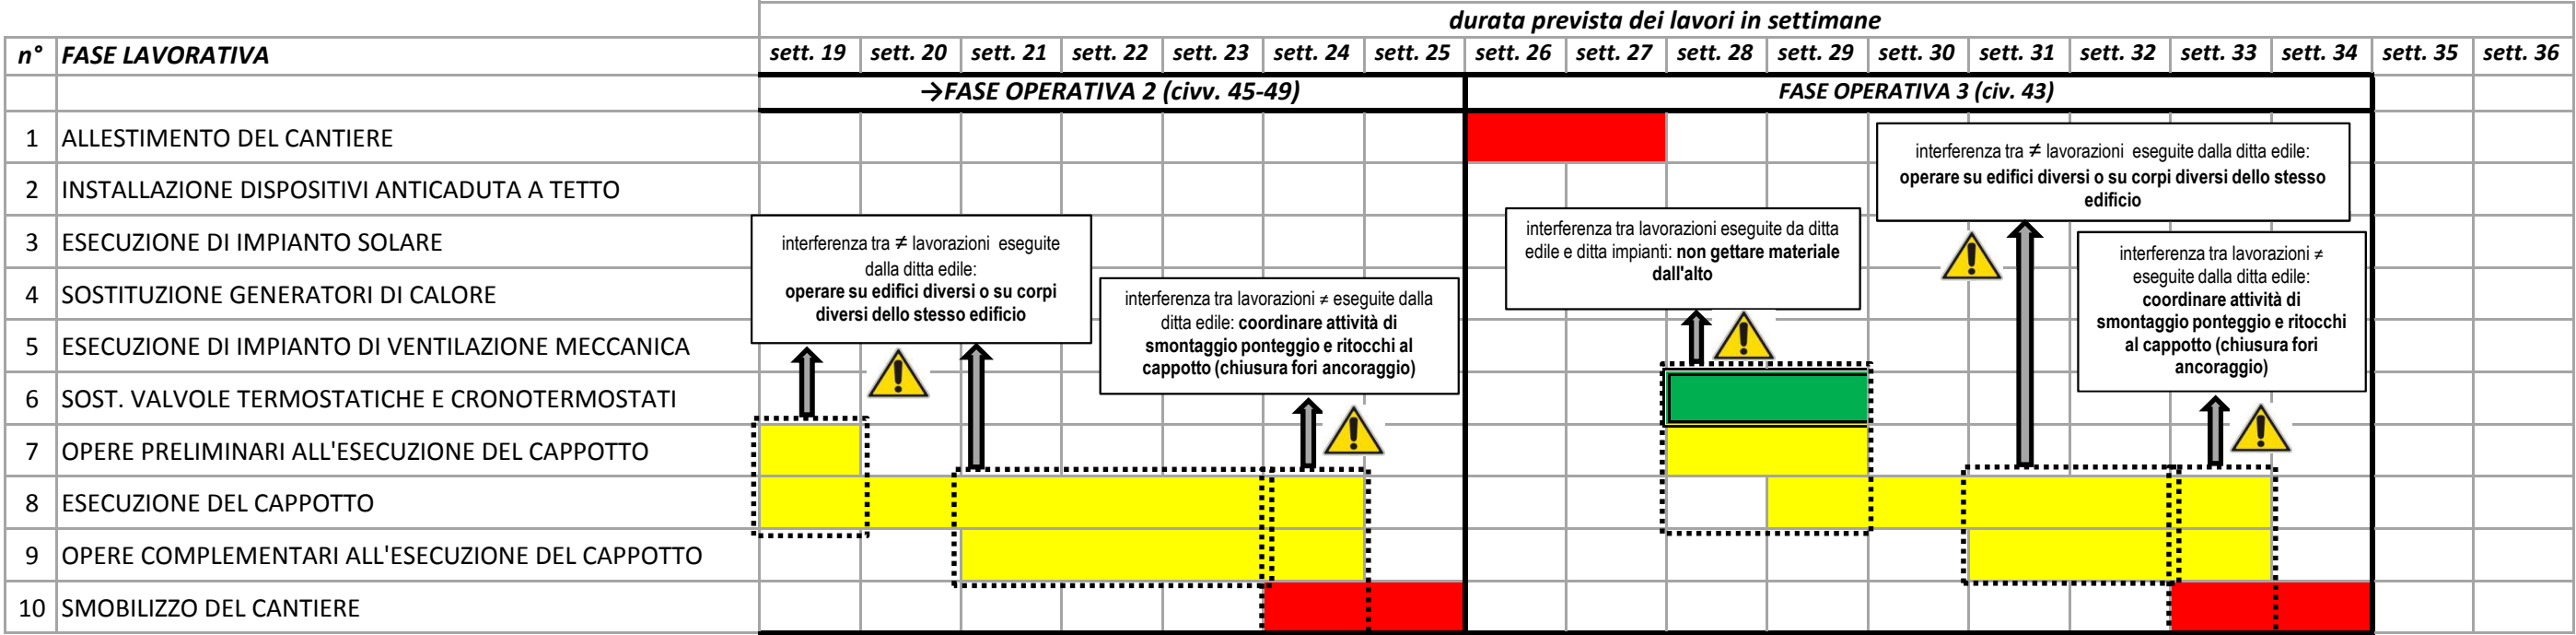 durata prevista dei lavori in settimane
n° FASE LAVORATIVA sett. 19 sett. 20 sett. 21 sett. 22 sett. 23 sett. 24 sett. 25 sett. 26 sett. 27 sett. 28 sett. 29 sett. 30 sett. 31 sett. 32 sett. 33 sett. 34 sett. 35 sett. 36
→FASE OPERATIVA 2 (civv. 45-49) FASE OPERATIVA 3 (civ. 43)
1 ALLESTIMENTO DEL CANTIERE
2 INSTALLAZIONE DISPOSITIVI ANTICADUTA A TETTO
3 ESECUZIONE DI IMPIANTO SOLARE
4 SOSTITUZIONE GENERATORI DI CALORE
5 ESECUZIONE DI IMPIANTO DI VENTILAZIONE MECCANICA
6 SOST. VALVOLE TERMOSTATICHE E CRONOTERMOSTATI
7 OPERE PRELIMINARI ALL'ESECUZIONE DEL CAPPOTTO
8 ESECUZIONE DEL CAPPOTTO
9 OPERE COMPLEMENTARI ALL'ESECUZIONE DEL CAPPOTTO
10 SMOBILIZZO DEL CANTIERE
interferenza tra ≠ lavorazioni eseguite
dalla ditta edile:
operare su edifici diversi o su corpi
diversi dello stesso edificio
interferenza tra lavorazioni ≠ eseguite dalla
ditta edile: coordinare attività di
smontaggio ponteggio e ritocchi al
cappotto (chiusura fori ancoraggio)
interferenza tra lavorazioni eseguite da ditta
edile e ditta impianti: non gettare materiale
dall'alto
interferenza tra ≠ lavorazioni eseguite dalla ditta edile:
operare su edifici diversi o su corpi diversi dello stesso
edificio
interferenza tra lavorazioni ≠
eseguite dalla ditta edile:
coordinare attività di
smontaggio ponteggio e ritocchi
al cappotto (chiusura fori
ancoraggio)